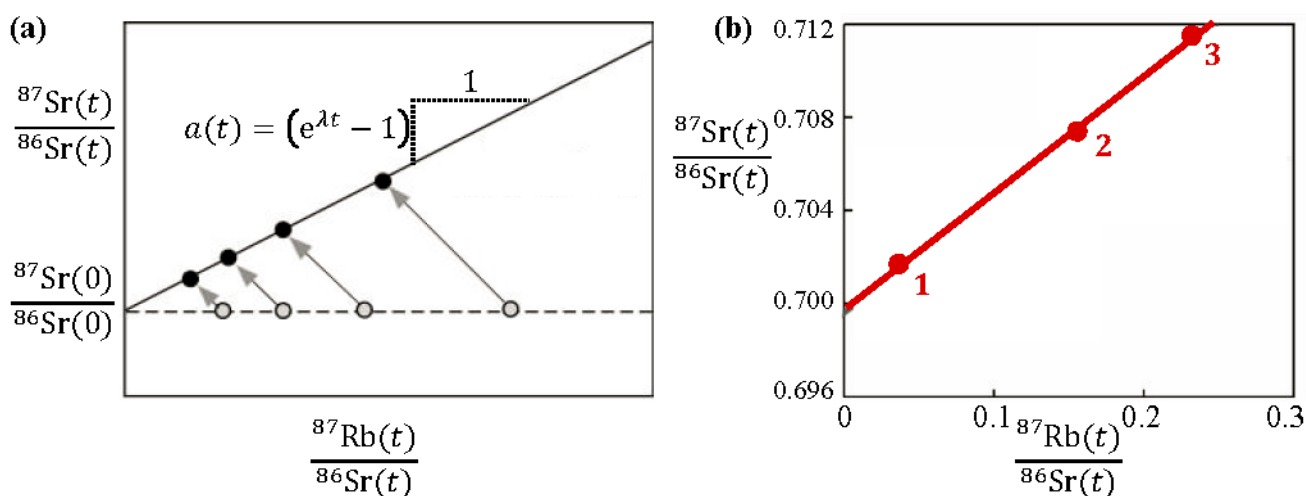 (a)
⁸⁷Sr(t)
⁸⁶Sr(t)
a(t) = (e^λt − 1)
1
⁸⁷Sr(0)
⁸⁶Sr(0)
⁸⁷Rb(t)
⁸⁶Sr(t)
(b)
⁸⁷Sr(t)
⁸⁶Sr(t)
0.712
0.708
0.704
0.700
0.696
1
2
3
0
0.1
0.2
0.3
⁸⁷Rb(t)
⁸⁶Sr(t)